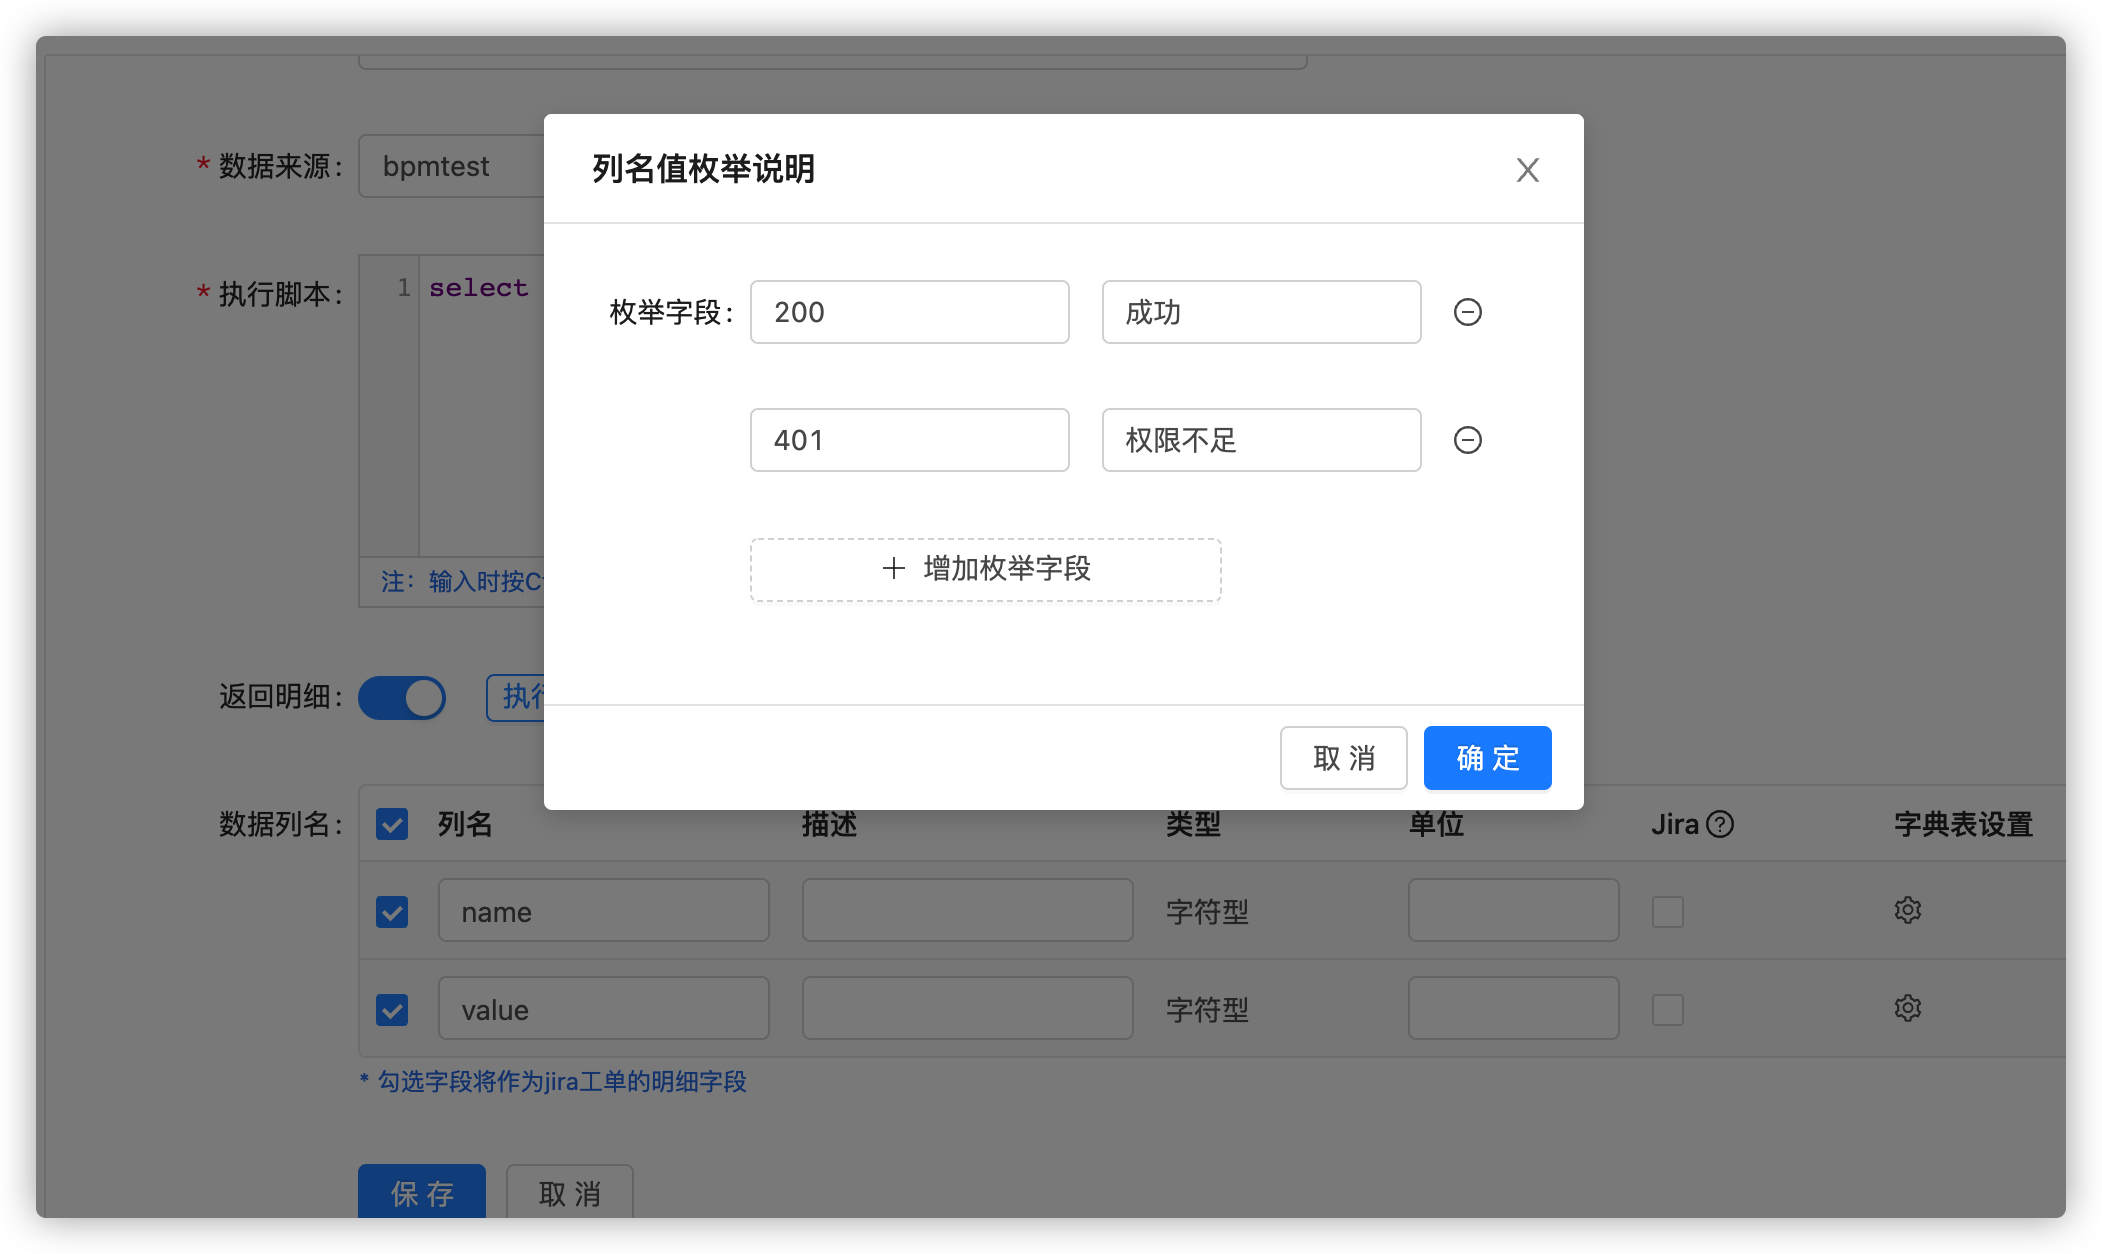 * 数据来源: bpmtest
列名值枚举说明
* 执行脚本: 1 select
枚举字段: 200 成功
401 权限不足
+ 增加枚举字段
注: 输入时按C
返回明细: 执行
取消 确定
数据列名: 列名 描述 类型 单位 Jira 字典表设置
name 字符型
value 字符型
* 勾选字段将作为jira工单的明细字段
保存 取消